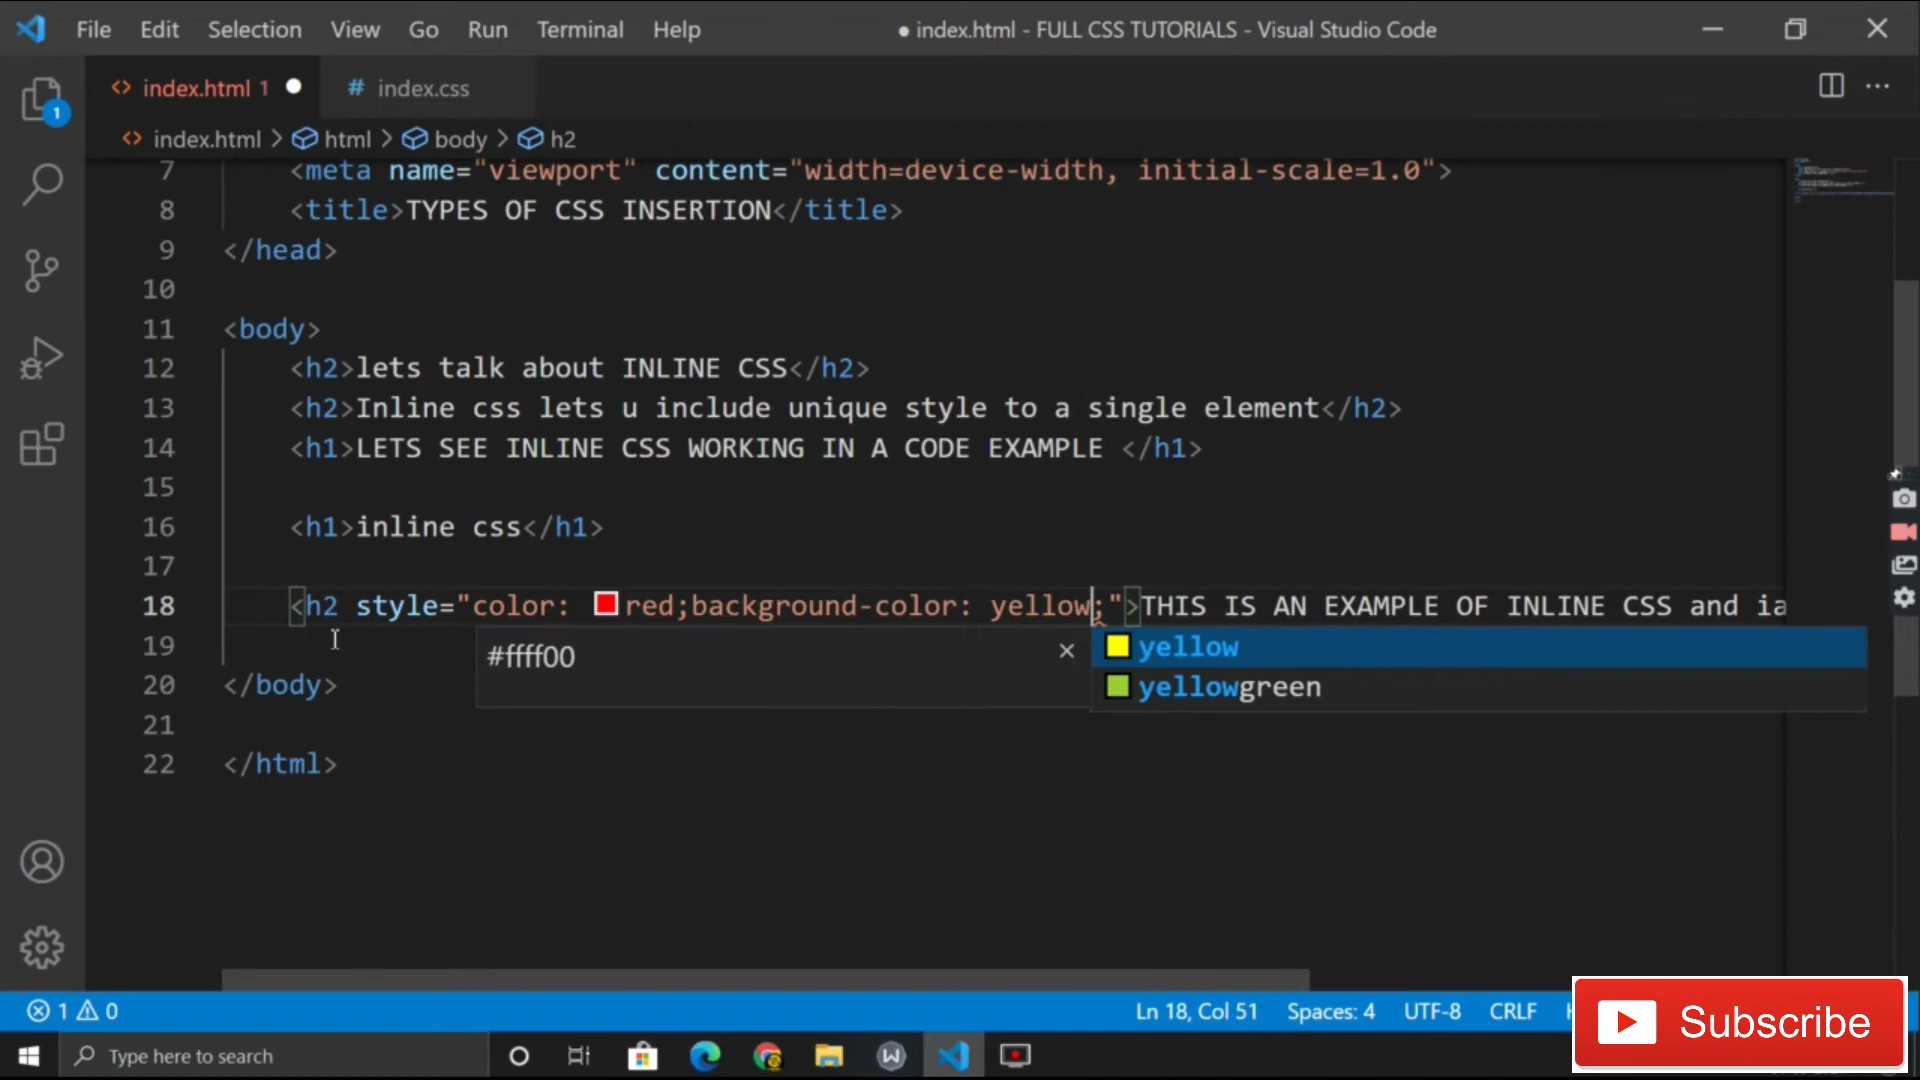 File Edit Selection View Go Run Terminal Help ● index.html - FULL CSS TUTORIALS - Visual Studio Code
<> index.html 1 ● # index.css
<> index.html > html > body > h2
7 <meta name="viewport" content="width=device-width, initial-scale=1.0">
8 <title>TYPES OF CSS INSERTION</title>
9 </head>
10
11 <body>
12 <h2>lets talk about INLINE CSS</h2>
13 <h2>Inline css lets u include unique style to a single element</h2>
14 <h1>LETS SEE INLINE CSS WORKING IN A CODE EXAMPLE </h1>
15
16 <h1>inline css</h1>
17
18 <h2 style="color: red;background-color: yellow;">THIS IS AN EXAMPLE OF INLINE CSS and ia
19
#ffff00
yellow
yellowgreen
20 </body>
21
22 </html>
1
1 0 Ln 18, Col 51 Spaces: 4 UTF-8 CRLF
Subscribe
Type here to search